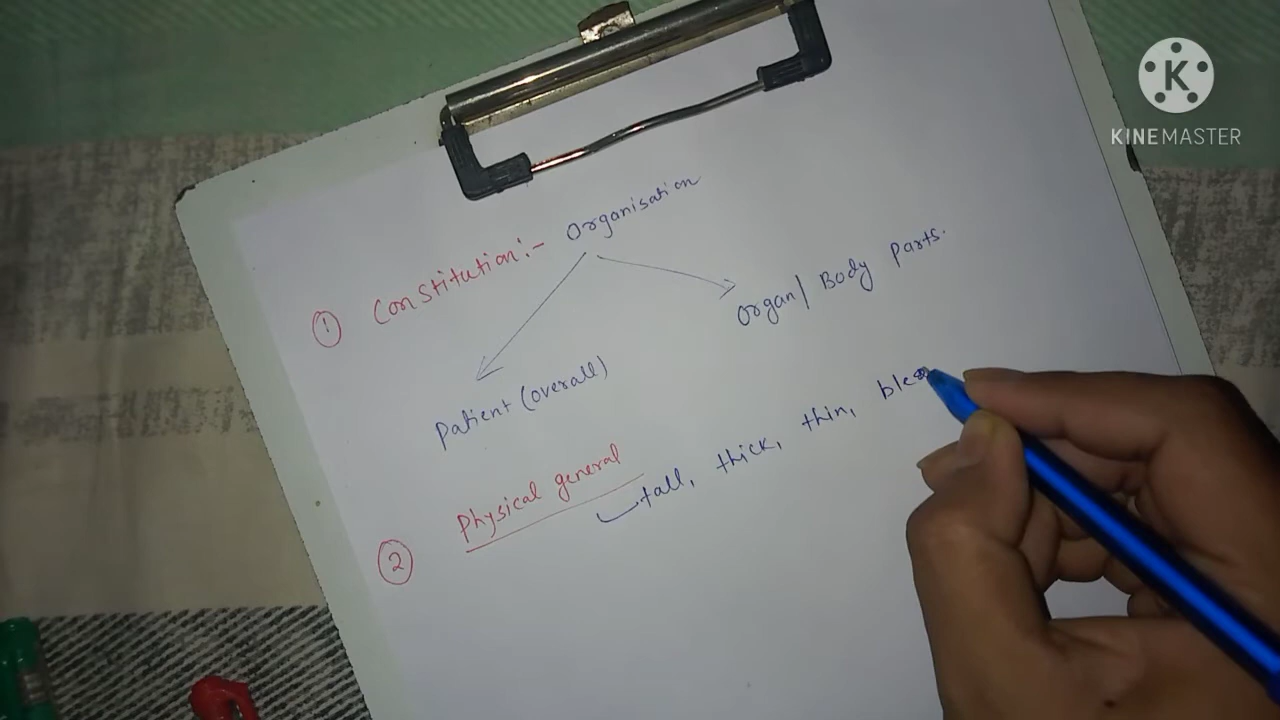 ① Constitution:- Organisation
Patient (overall)
Organ/ Body Parts.
② Physical general
tall, thick, thin,
K
KINEMASTER